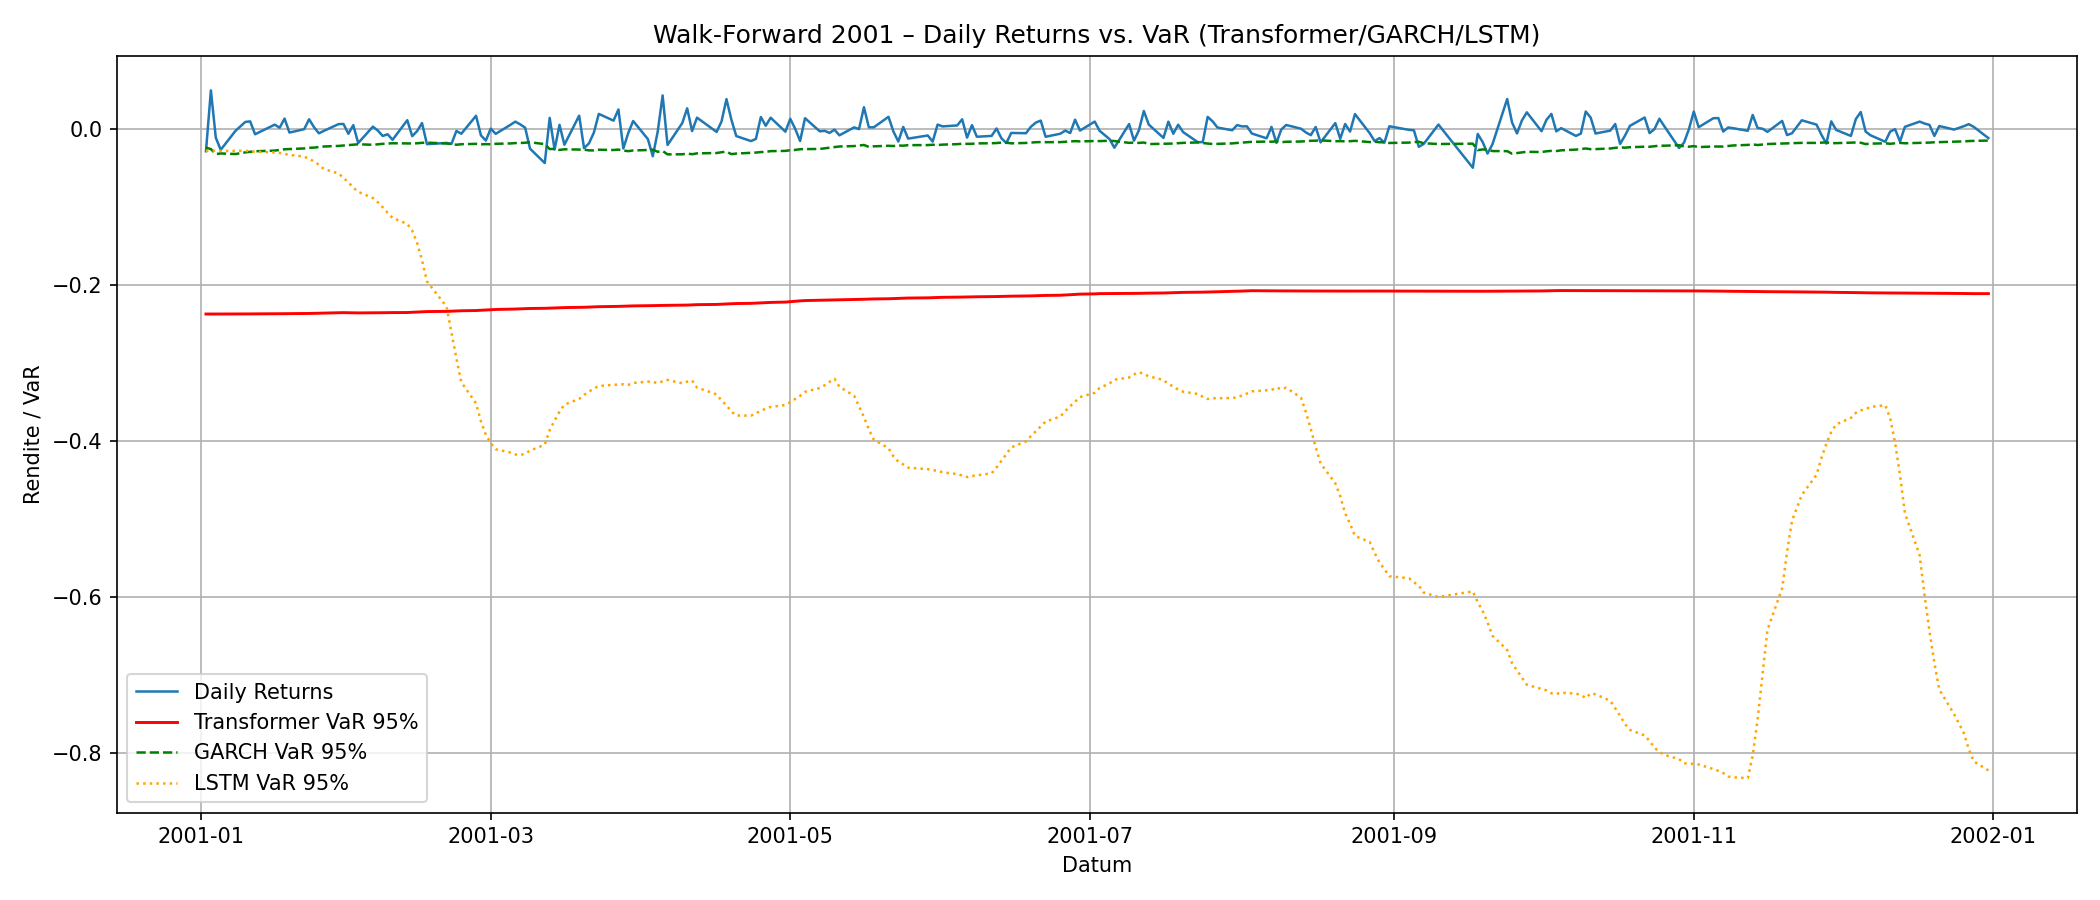 Walk-Forward 2001 – Daily Returns vs. VaR (Transformer/GARCH/LSTM)
Rendite / VaR
0.0
−0.2
−0.4
−0.6
−0.8
Daily Returns
Transformer VaR 95%
GARCH VaR 95%
LSTM VaR 95%
2001-01 2001-03 2001-05 2001-07 2001-09 2001-11 2002-01
Datum